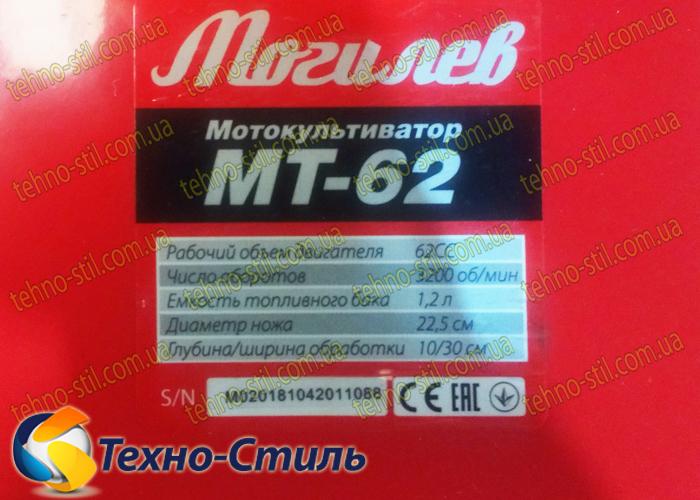 Могилев
Мотокультиватор
МТ-62
Рабочий объем двигателя 62СС
Число оборотов 3200 об/мин
Емкость топливного бака 1,2 л
Диаметр ножа 22,5 см
Глубина/ширина обработки 10/30 см
S/N M020181042011088 CE EAC
Техно-Стиль
tehno-stil.com.ua